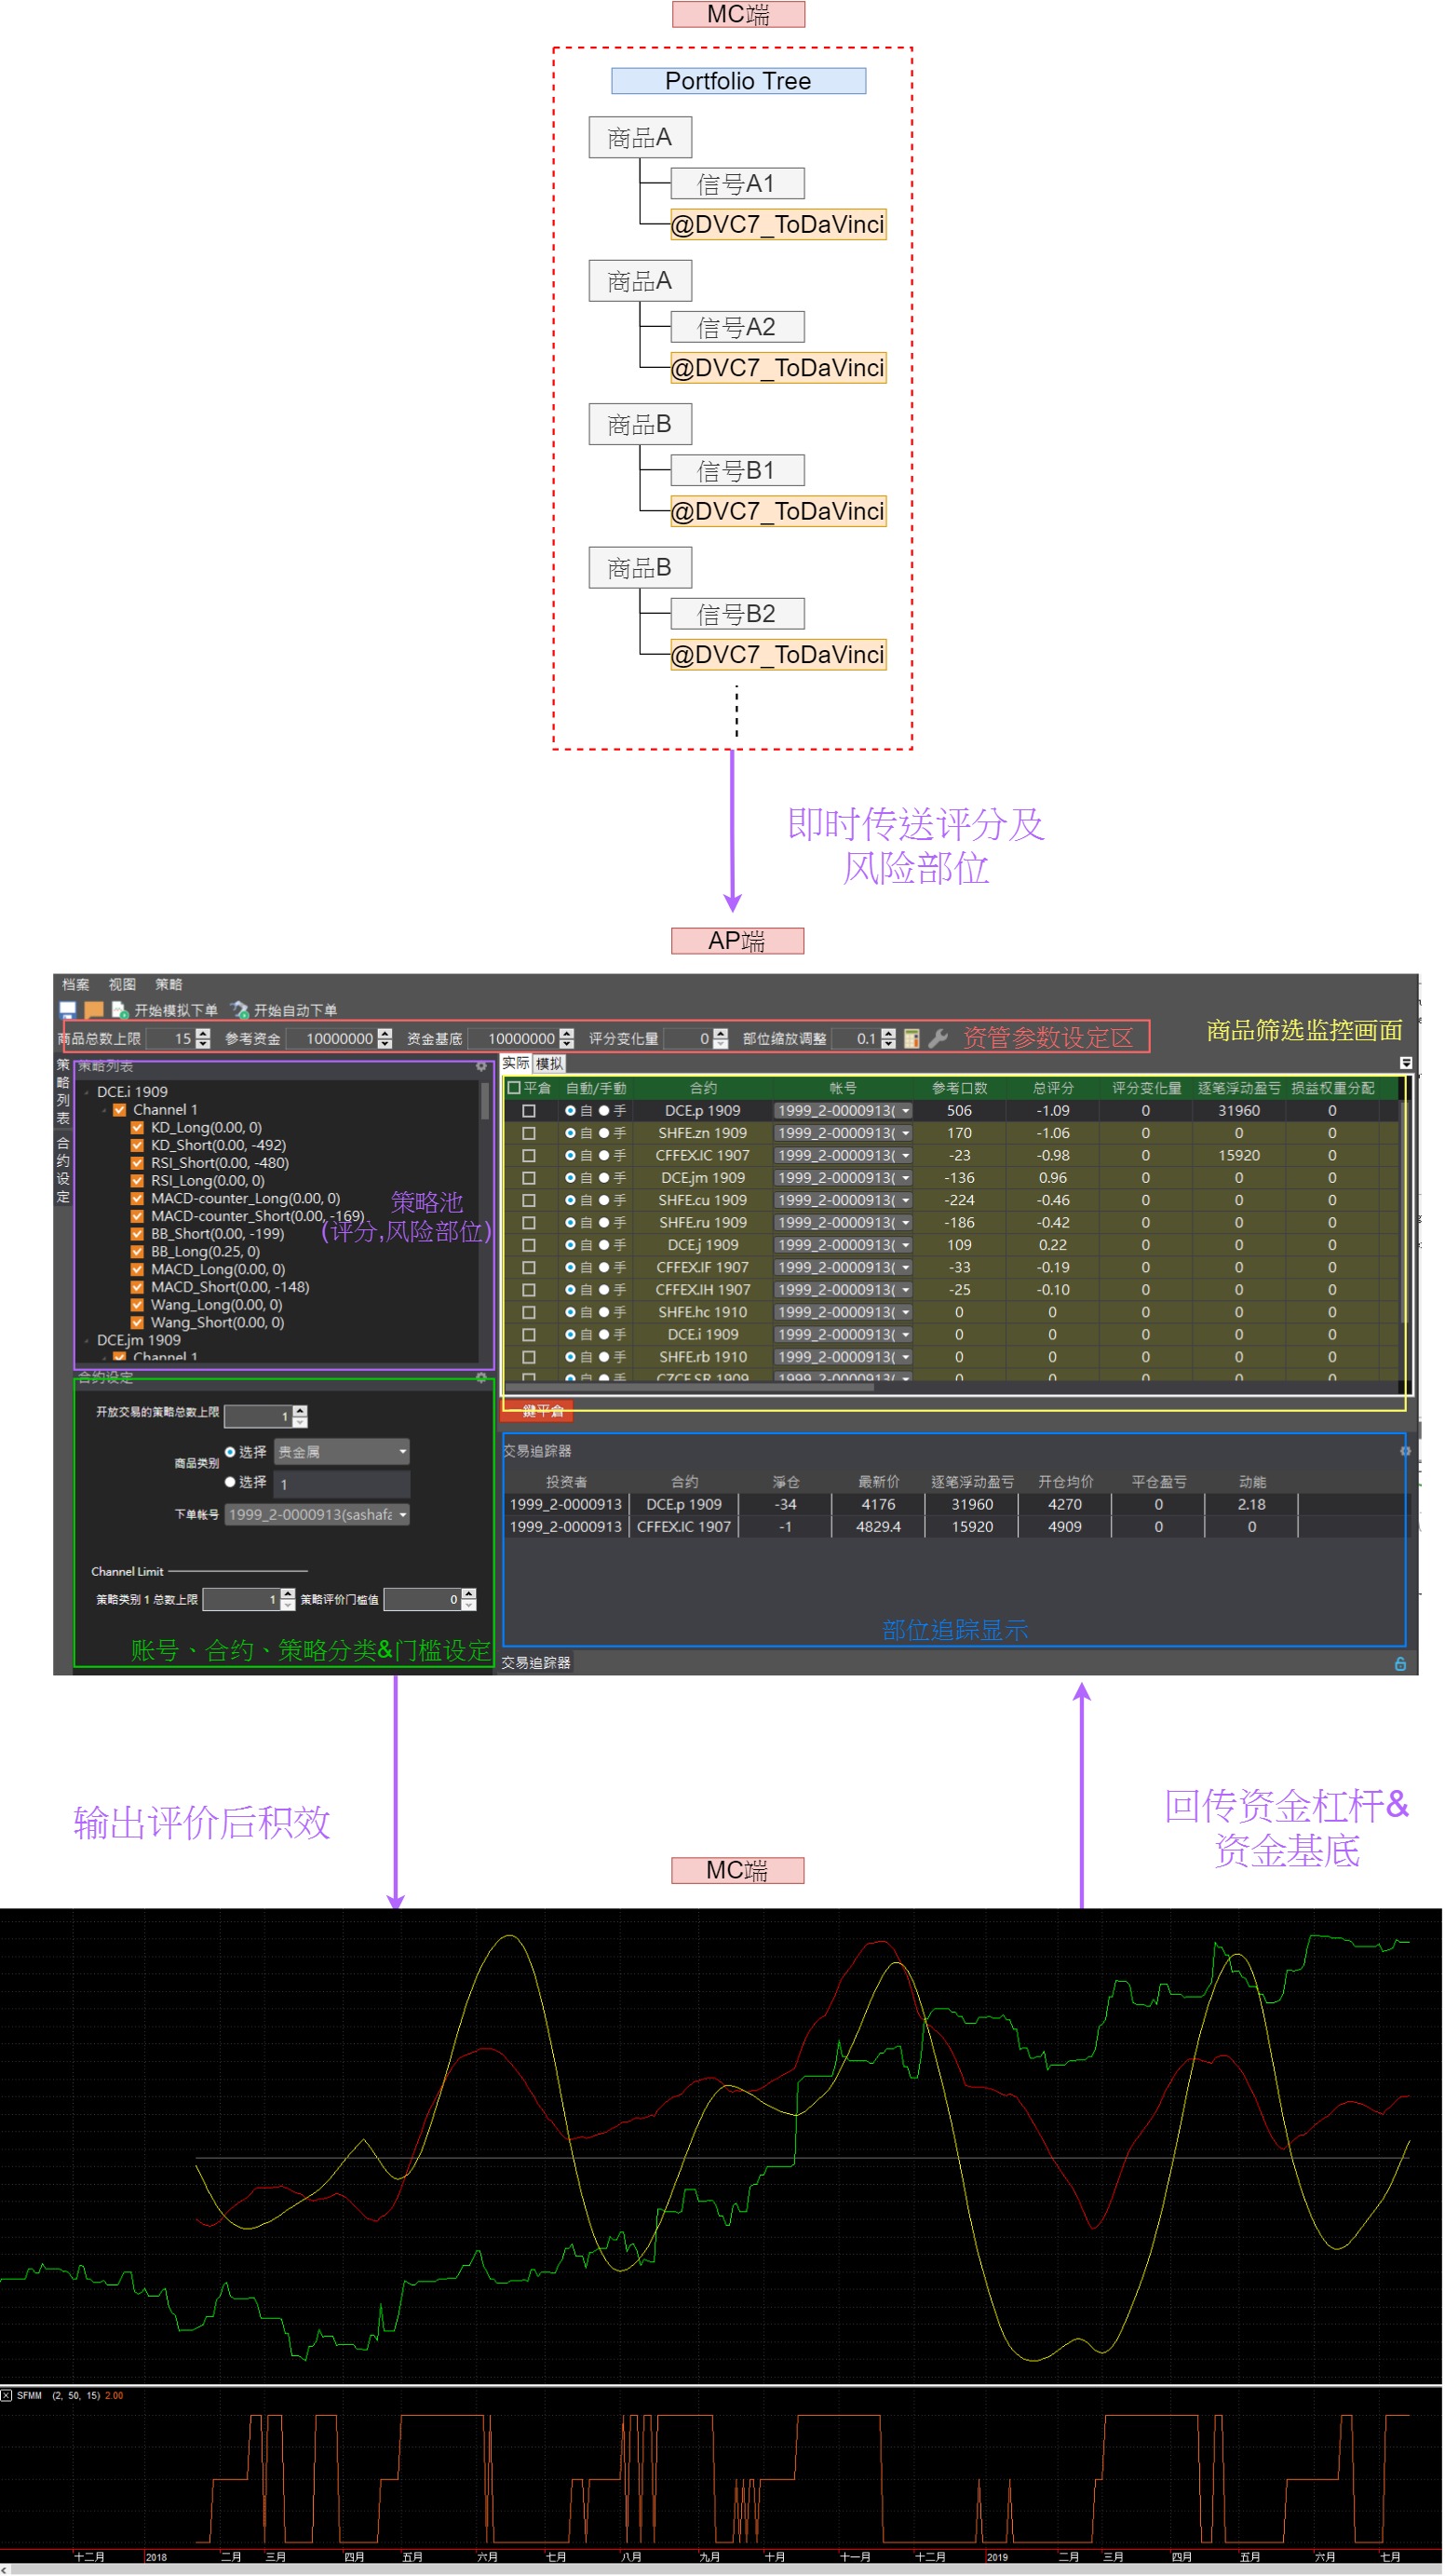 MC端
Portfolio Tree
商品A
信号A1
@DVC7_ToDaVinci
商品A
信号A2
@DVC7_ToDaVinci
商品B
信号B1
@DVC7_ToDaVinci
商品B
信号B2
@DVC7_ToDaVinci
即时传送评分及
风险部位
AP端
档案 视图 策略
开始模拟下单 开始自动下单
商品总数上限 15 参考资金 10000000 资金基底 10000000 评分变化量 0 部位缩放调整 0.1 资管参数设定区
商品筛选监控画面
策略列表
合约设定
策略列表
DCE.i 1909
Channel 1
KD_Long(0.00, 0)
KD_Short(0.00, -492)
RSI_Short(0.00, -480)
RSI_Long(0.00, 0)
MACD-counter_Long(0.00, 0)
MACD-counter_Short(0.00, -169)
BB_Short(0.00, -199)
BB_Long(0.25, 0)
MACD_Long(0.00, 0)
MACD_Short(0.00, -148)
Wang_Long(0.00, 0)
Wang_Short(0.00, 0)
DCE.jm 1909
Channel 1
策略池
(评分,风险部位)
实际 模拟
平倉 自動/手動 合约 帐号 参考口数 总评分 评分变化量 逐笔浮动盈亏 损益权重分配
自 手 DCE.p 1909 1999_2-0000913( 506 -1.09 0 31960 0
自 手 SHFE.zn 1909 1999_2-0000913( 170 -1.06 0 0 0
自 手 CFFEX.IC 1907 1999_2-0000913( -23 -0.98 0 15920 0
自 手 DCE.jm 1909 1999_2-0000913( -136 0.96 0 0 0
自 手 SHFE.cu 1909 1999_2-0000913( -224 -0.46 0 0 0
自 手 SHFE.ru 1909 1999_2-0000913( -186 -0.42 0 0 0
自 手 DCE.j 1909 1999_2-0000913( 109 0.22 0 0 0
自 手 CFFEX.IF 1907 1999_2-0000913( -33 -0.19 0 0 0
自 手 CFFEX.IH 1907 1999_2-0000913( -25 -0.10 0 0 0
自 手 SHFE.hc 1910 1999_2-0000913( 0 0 0 0 0
自 手 DCE.i 1909 1999_2-0000913( 0 0 0 0 0
自 手 SHFE.rb 1910 1999_2-0000913( 0 0 0 0 0
自 手 CZCE.SR 1909 1999_2-0000913( 0 0 0 0 0
一鍵平倉
合约设定
开放交易的策略总数上限 1
商品类别 选择 贵金属
选择 1
下单帐号 1999_2-0000913(sashafa
Channel Limit
策略类别 1 总数上限 1 策略评价门槛值 0
账号、合约、策略分类&门槛设定
交易追踪器
投资者 合约 淨仓 最新价 逐笔浮动盈亏 开仓均价 平仓盈亏 动能
1999_2-0000913 DCE.p 1909 -34 4176 31960 4270 0 2.18
1999_2-0000913 CFFEX.IC 1907 -1 4829.4 15920 4909 0 0
部位追踪显示
交易追踪器
输出评价后积效
回传资金杠杆&
资金基底
MC端
SFMM (2, 50, 15) 2.00
十二月 2018 二月 三月 四月 五月 六月 七月 八月 九月 十月 十一月 十二月 2019 二月 三月 四月 五月 六月 七月